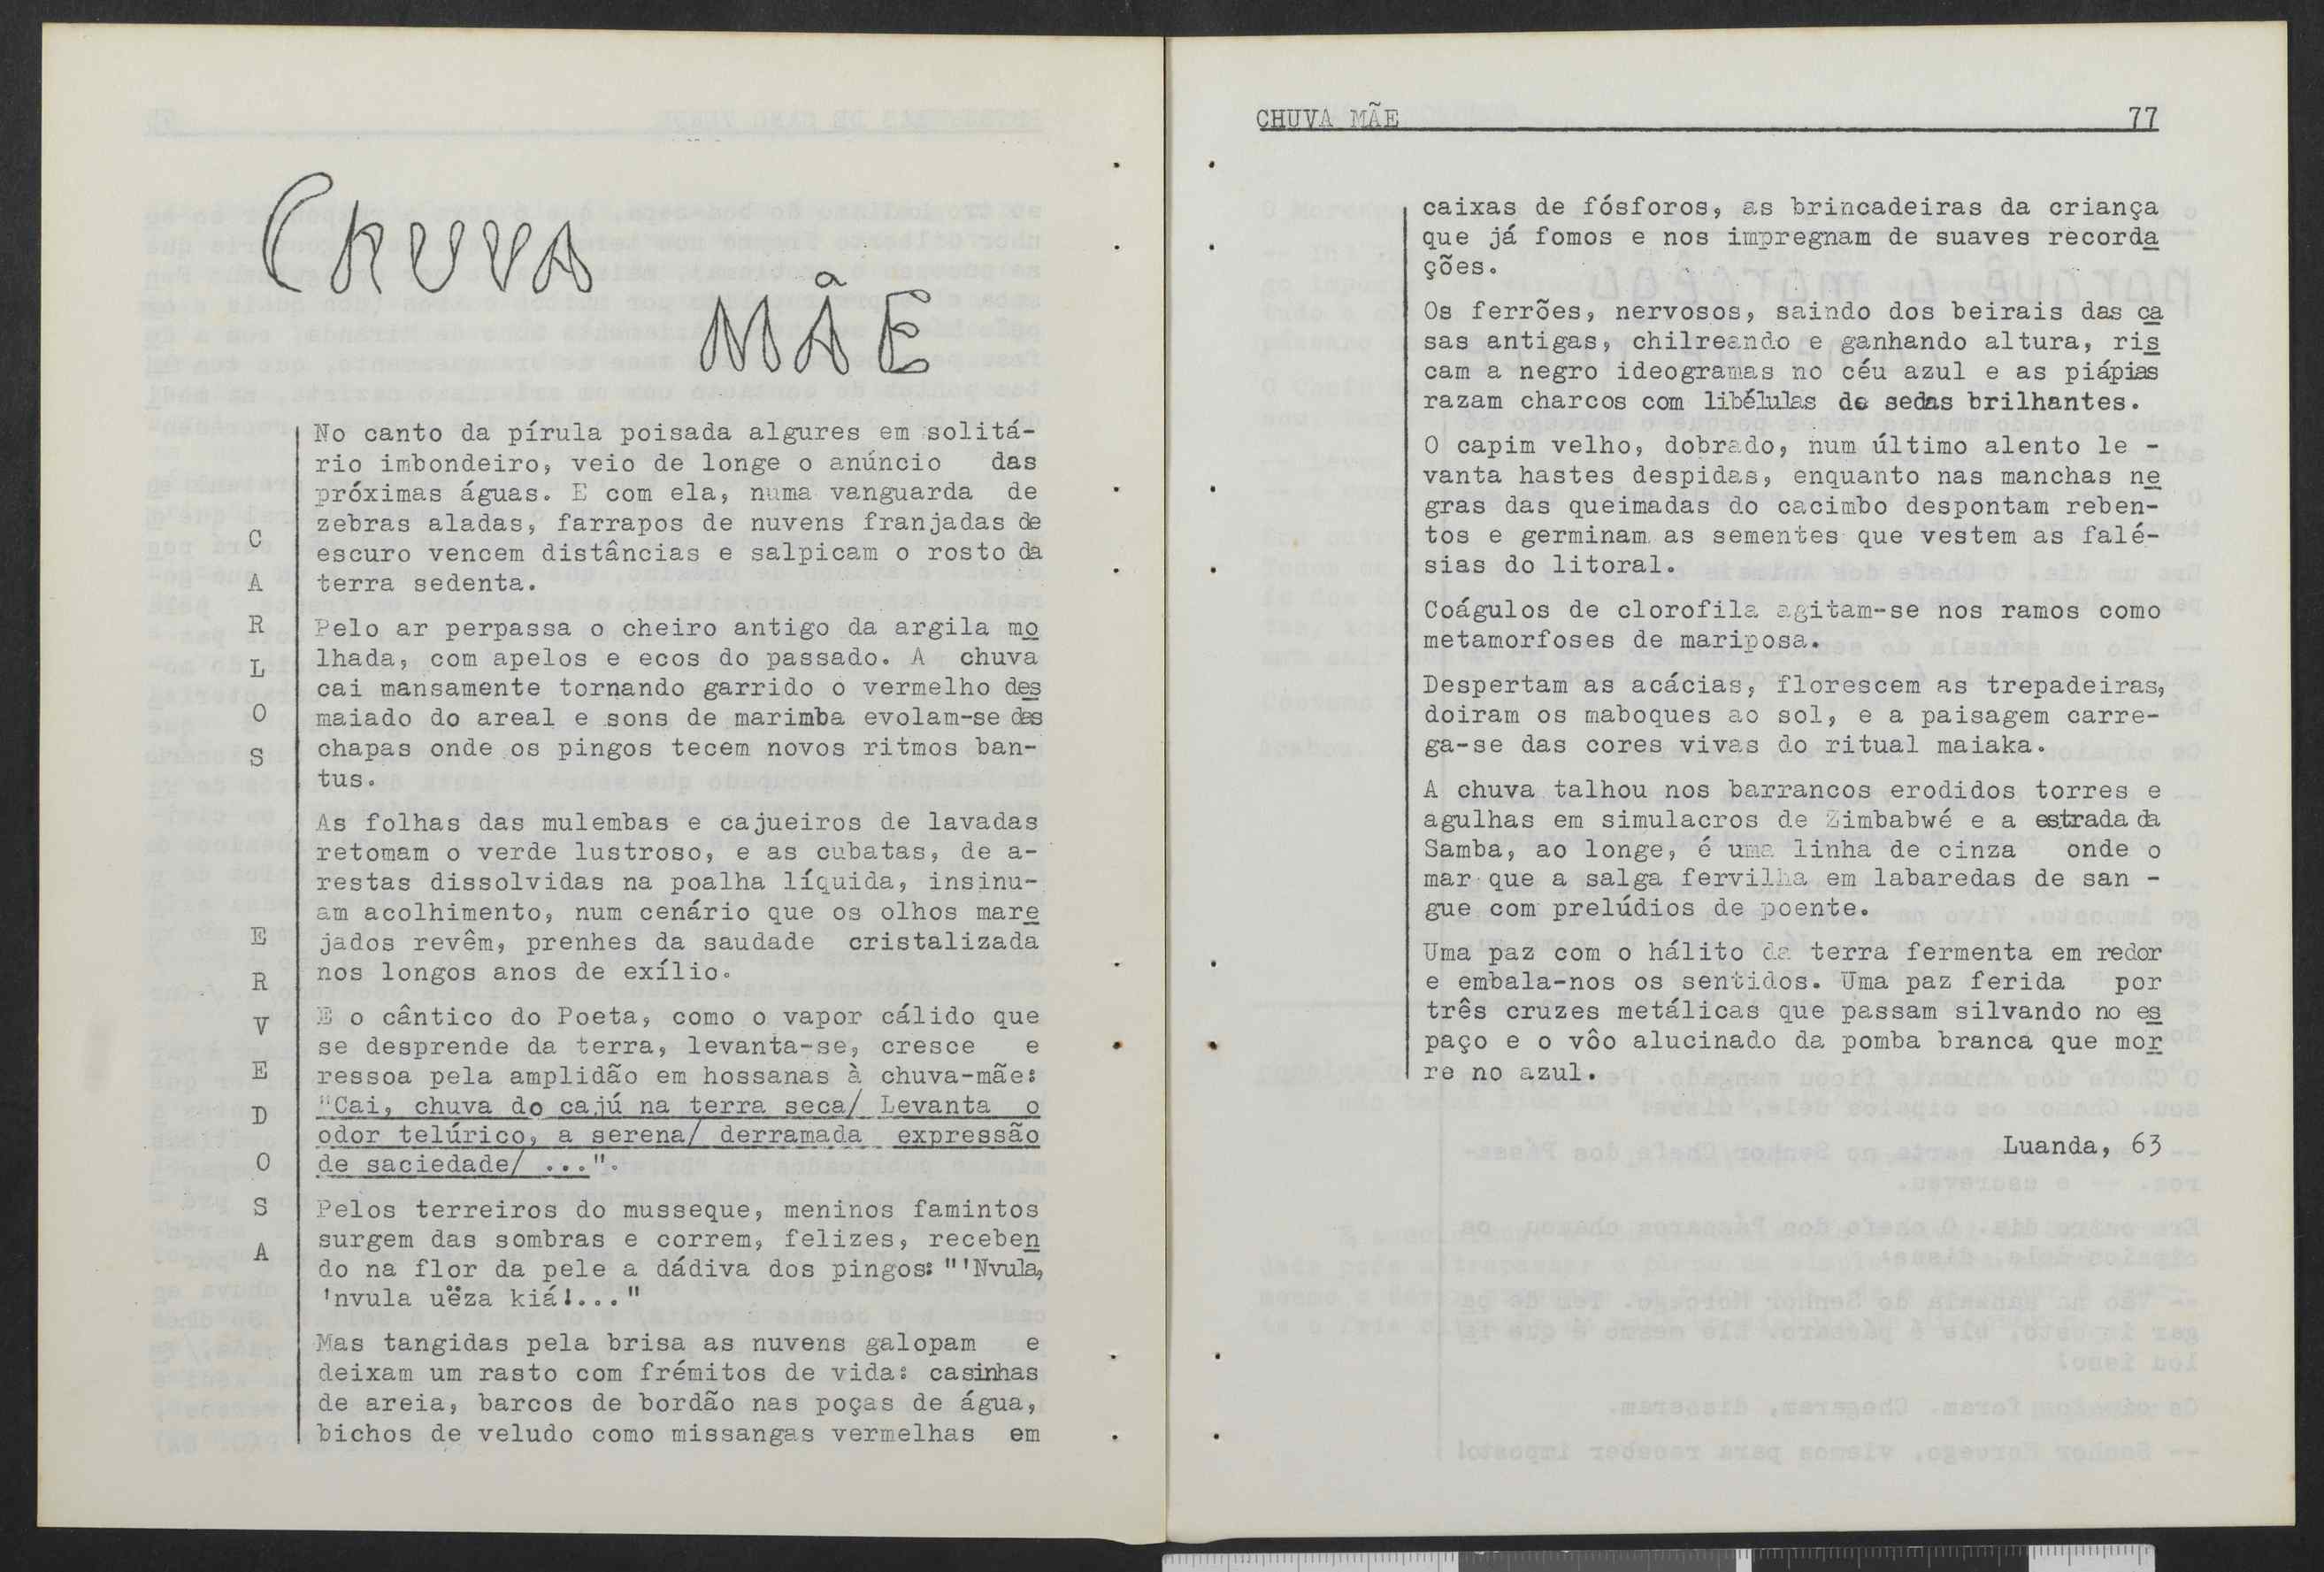 CHUVA
MÃE
CARLOS ERVEDOSA
No canto da pírula poisada algures em solitá-
rio imbondeiro, veio de longe o anúncio das
próximas águas. E com ela, numa vanguarda de
zebras aladas, farrapos de nuvens franjadas de
escuro vencem distâncias e salpicam o rosto da
terra sedenta.
Pelo ar perpassa o cheiro antigo da argila mo
lhada, com apelos e ecos do passado. A chuva
cai mansamente tornando garrido o vermelho des
maiado do areal e sons de marimba evolam-se das
chapas onde os pingos tecem novos ritmos ban-
tus.
As folhas das mulembas e cajueiros de lavadas
retomam o verde lustroso, e as cubatas, de a-
restas dissolvidas na poalha líquida, insinu-
am acolhimento, num cenário que os olhos mare
jados revêm, prenhes da saudade cristalizada
nos longos anos de exílio.
E o cântico do Poeta, como o vapor cálido que
se desprende da terra, levanta-se, cresce e
ressoa pela amplidão em hossanas à chuva-mãe:
"Cai, chuva do cajú na terra seca/ Levanta o
odor telúrico, a serena/ derramada expressão
de saciedade/ ...".
Pelos terreiros do musseque, meninos famintos
surgem das sombras e correm, felizes, receben
do na flor da pele a dádiva dos pingos: "'Nvula,
'nvula uëza kiá!..."
Mas tangidas pela brisa as nuvens galopam e
deixam um rasto com frémitos de vida: casinhas
de areia, barcos de bordão nas poças de água,
bichos de veludo como missangas vermelhas em
CHUVA MÃE 77
caixas de fósforos, as brincadeiras da criança
que já fomos e nos impregnam de suaves recorda
ções.
Os ferrões, nervosos, saindo dos beirais das ca
sas antigas, chilreando e ganhando altura, ris
cam a negro ideogramas no céu azul e as piápias
razam charcos com libélulas de sedas brilhantes.
O capim velho, dobrado, num último alento le -
vanta hastes despidas, enquanto nas manchas ne
gras das queimadas do cacimbo despontam reben-
tos e germinam as sementes que vestem as falé-
sias do litoral.
Coágulos de clorofila agitam-se nos ramos como
metamorfoses de mariposa.
Despertam as acácias, florescem as trepadeiras,
doiram os maboques ao sol, e a paisagem carre-
ga-se das cores vivas do ritual maiaka.
A chuva talhou nos barrancos erodidos torres e
agulhas em simulacros de Zimbabwé e a estrada da
Samba, ao longe, é uma linha de cinza onde o
mar que a salga fervilha em labaredas de san -
gue com prelúdios de poente.
Uma paz com o hálito da terra fermenta em redor
e embala-nos os sentidos. Uma paz ferida por
três cruzes metálicas que passam silvando no es
paço e o vôo alucinado da pomba branca que mor
re no azul.
Luanda, 63